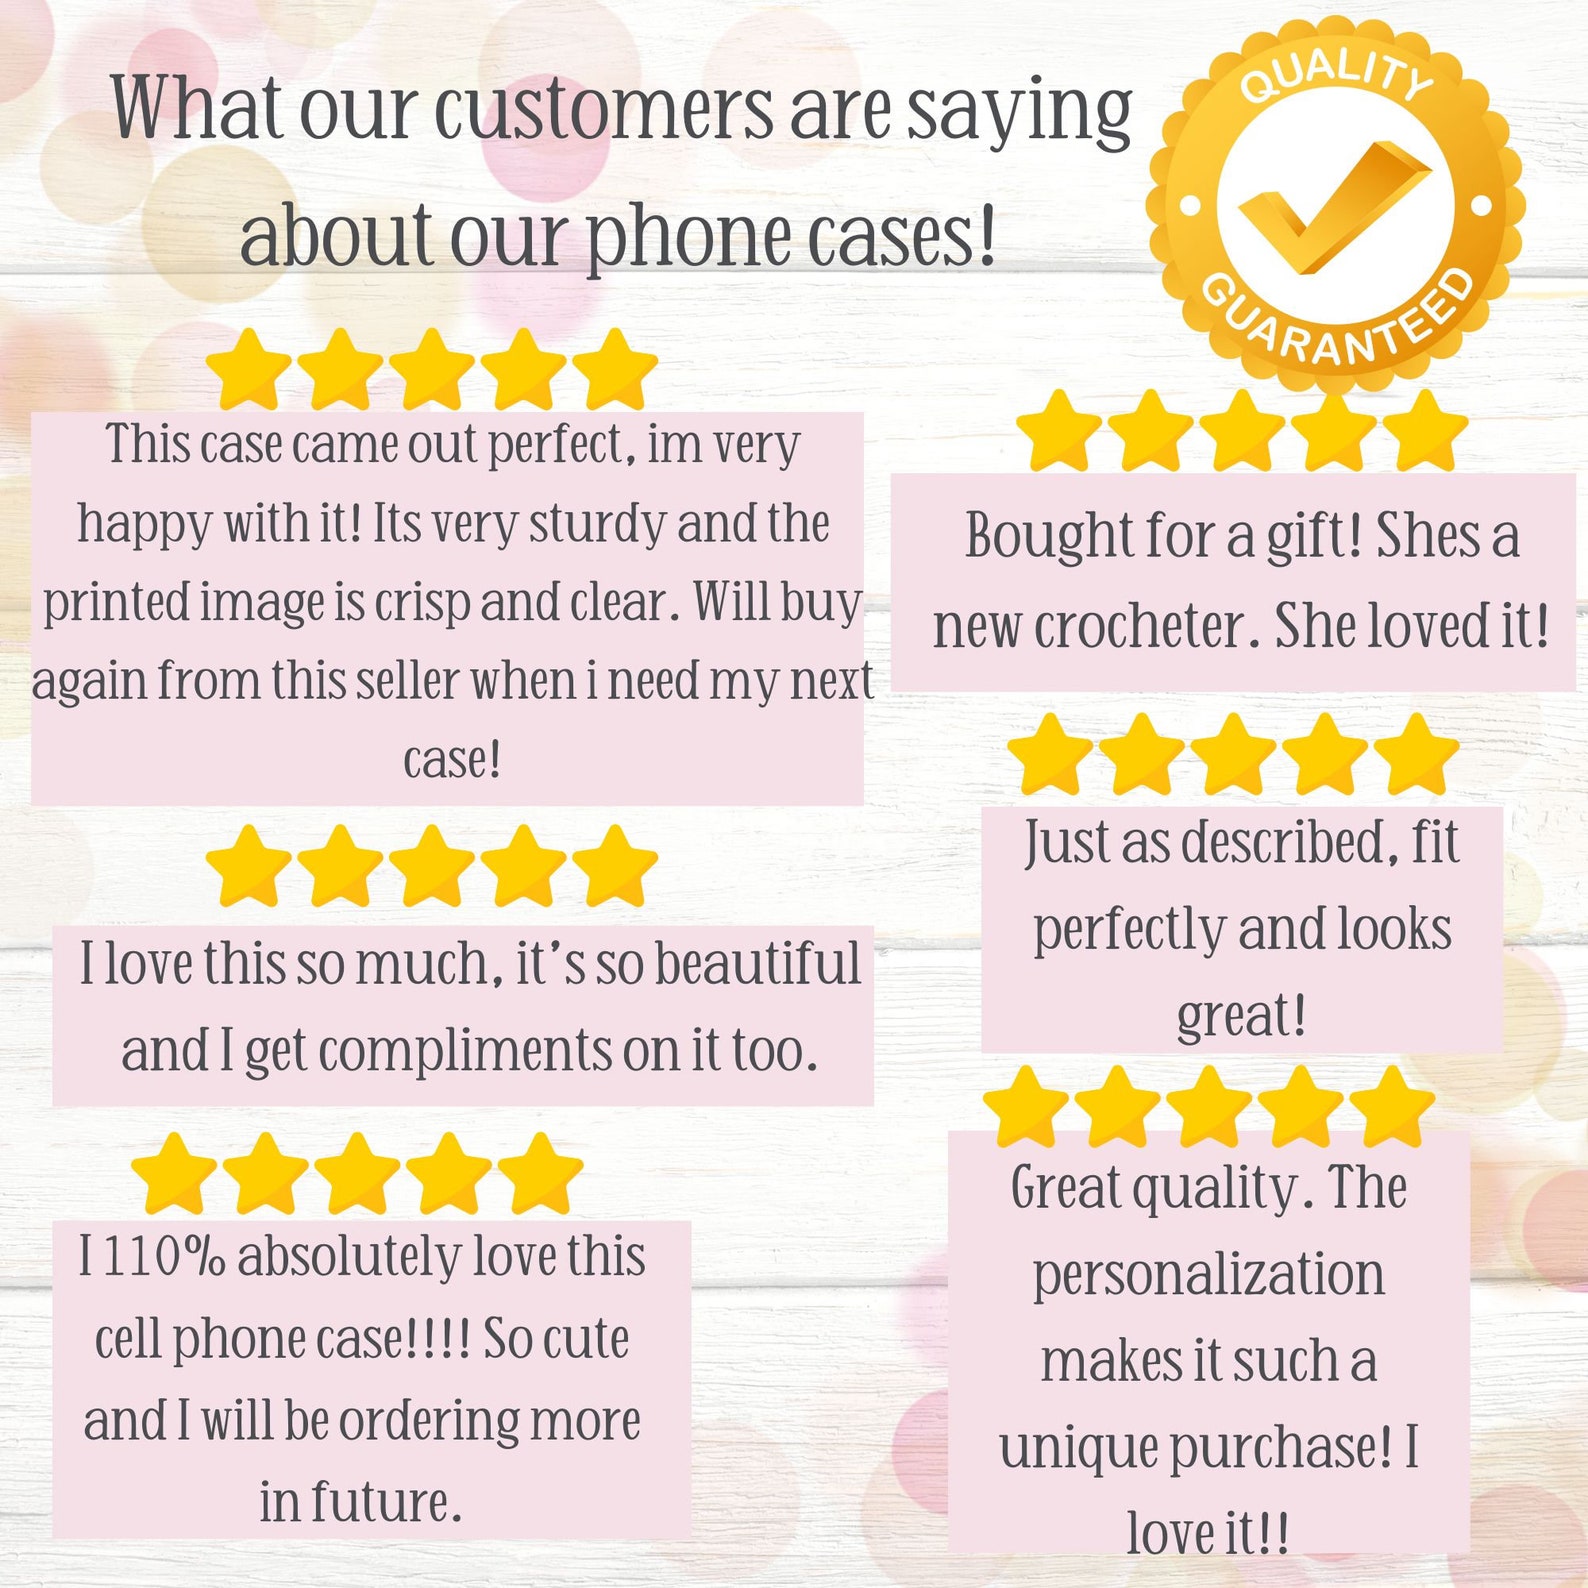 What our customers are saying
about our phone cases!
QUALITY
GUARANTEED
This case came out perfect, im very
happy with it! Its very sturdy and the
printed image is crisp and clear. Will buy
again from this seller when i need my next
case!
I love this so much, it's so beautiful
and I get compliments on it too.
I 110% absolutely love this
cell phone case!!!! So cute
and I will be ordering more
in future.
Bought for a gift! Shes a
new crocheter. She loved it!
Just as described, fit
perfectly and looks
great!
Great quality. The
personalization
makes it such a
unique purchase! I
love it!!